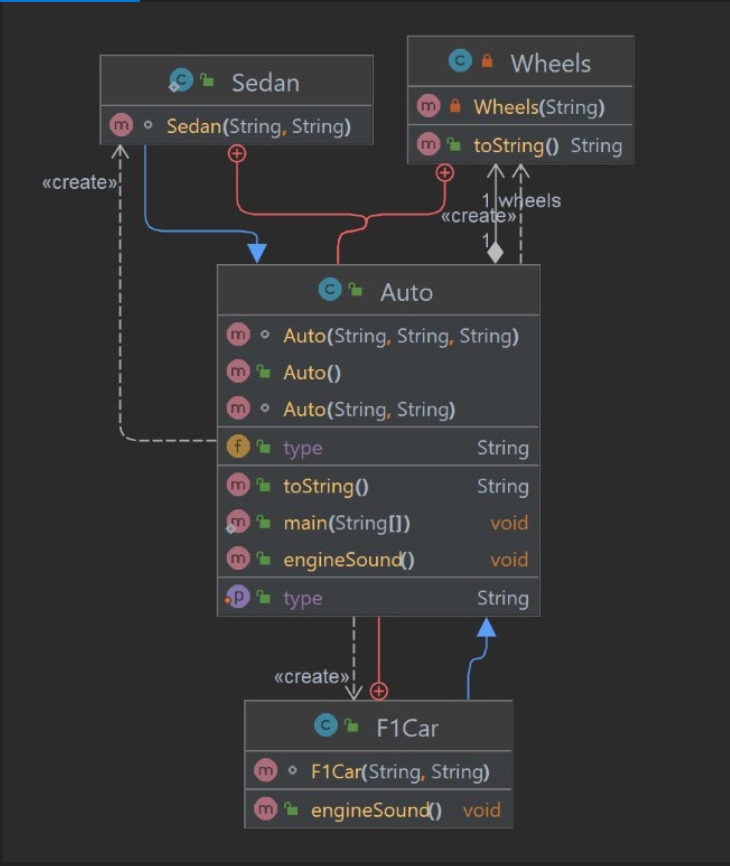 Sedan
Sedan(String, String)
Wheels
Wheels(String)
toString() String
«create»
1 wheels
«create»
1
Auto
Auto(String, String, String)
Auto()
Auto(String, String)
type String
toString() String
main(String[]) void
engineSound() void
type String
«create»
F1Car
F1Car(String, String)
engineSound() void